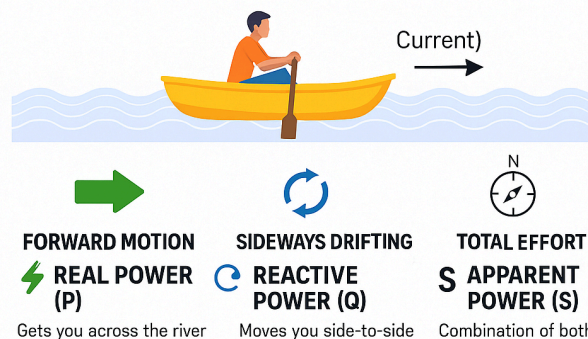 Current)
N
FORWARD MOTION
SIDEWAYS DRIFTING
TOTAL EFFORT
REAL POWER
(P)
Gets you across the river
REACTIVE
POWER (Q)
Moves you side-to-side
S APPARENT
POWER (S)
Combination of both